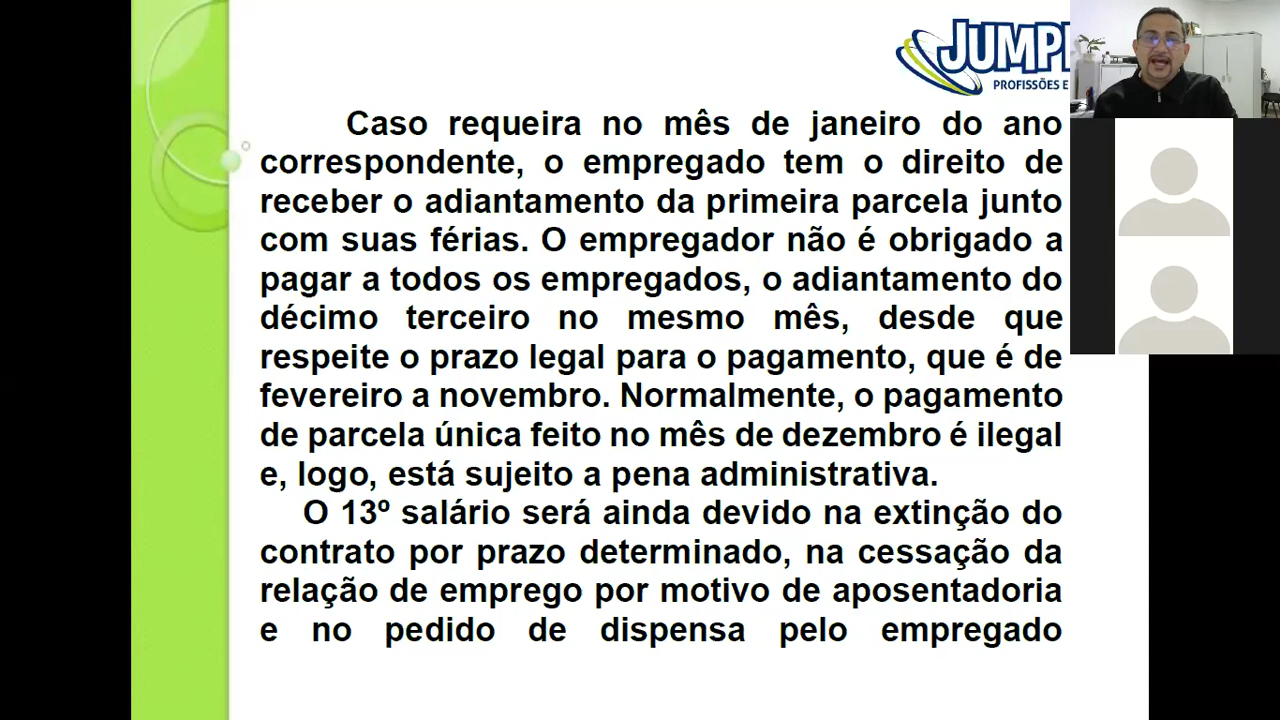 JUMP
PROFISSÕES E
Caso requeira no mês de janeiro do ano
correspondente, o empregado tem o direito de
receber o adiantamento da primeira parcela junto
com suas férias. O empregador não é obrigado a
pagar a todos os empregados, o adiantamento do
décimo terceiro no mesmo mês, desde que
respeite o prazo legal para o pagamento, que é de
fevereiro a novembro. Normalmente, o pagamento
de parcela única feito no mês de dezembro é ilegal
e, logo, está sujeito a pena administrativa.
O 13º salário será ainda devido na extinção do
contrato por prazo determinado, na cessação da
relação de emprego por motivo de aposentadoria
e no pedido de dispensa pelo empregado